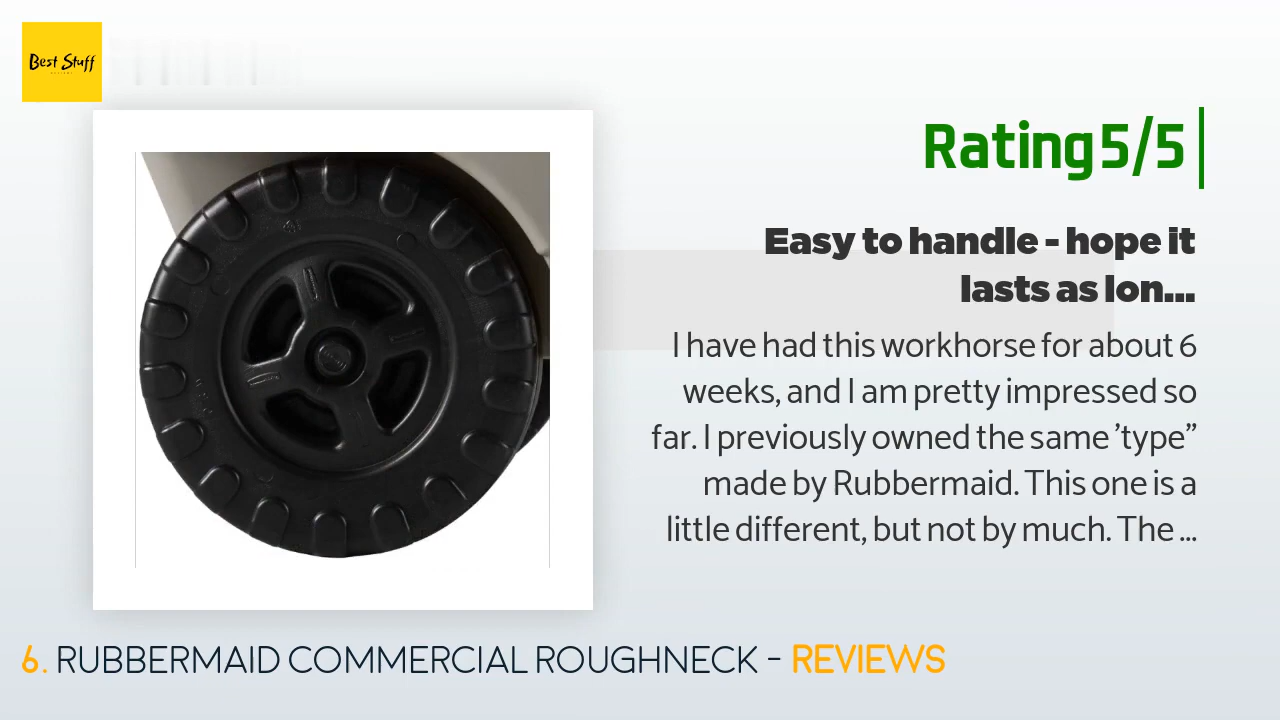 Best Stuff
Rating 5/5
Easy to handle - hope it
lasts as lon...
I have had this workhorse for about 6
weeks, and I am pretty impressed so
far. I previously owned the same 'type"
made by Rubbermaid. This one is a
little different, but not by much. The ...
6. RUBBERMAID COMMERCIAL ROUGHNECK - REVIEWS